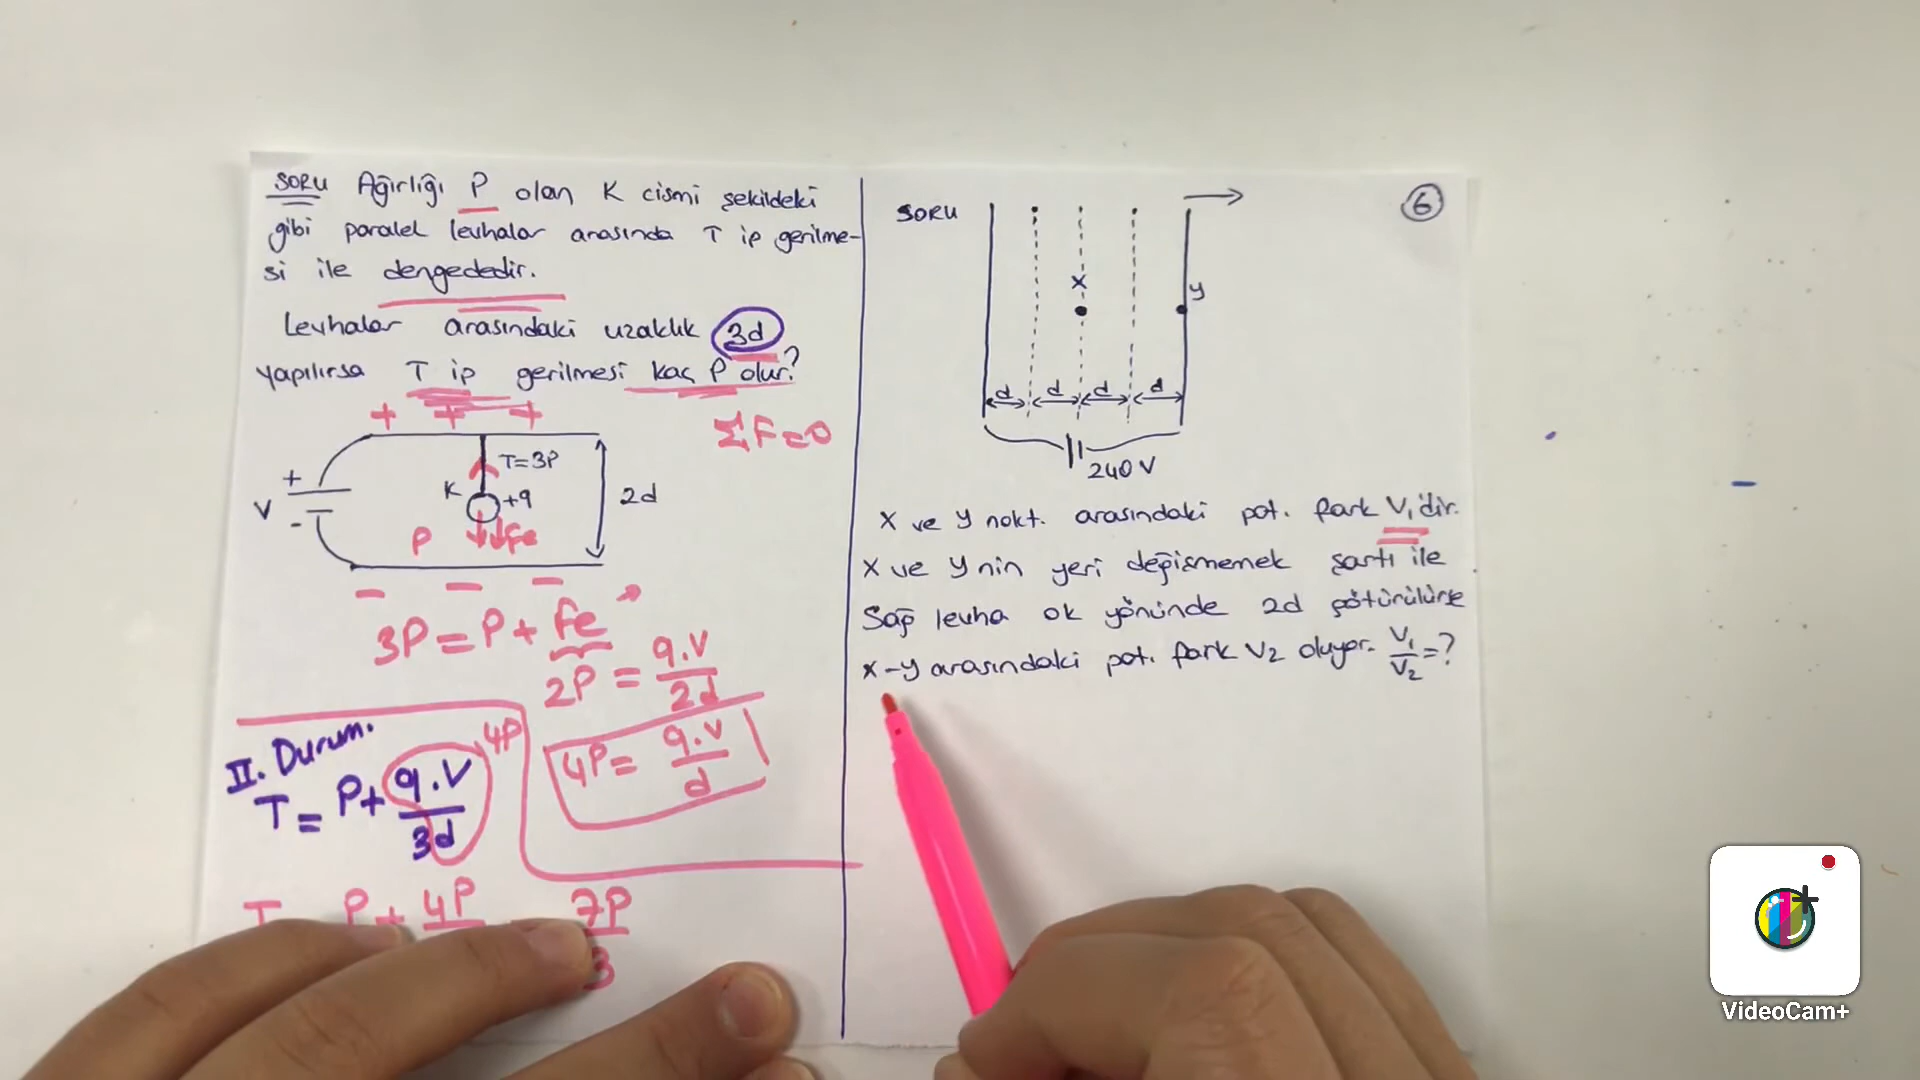 SORU Ağırlığı P olan K cismi şekildeki
gibi paralel levhalar arasında T ip gerilme-
si ile dengededir.
Levhalar arasındaki uzaklık 3d
yapılırsa T ip gerilmesi kaç P olur?
+ + +
ΣF=0
+
V
-
T=3P
K
+q
2d
P
Fe
- - -
3P = P + Fe
2P = q.V/2d
4P = q.V/d
II. Durum.
T = P + q.V/3d
4P
P + 4P
7P/3
SORU
6
x
y
d d d d
240 V
x ve y nokt. arasındaki pot. fark V₁'dir.
x ve y nin yeri değişmemek şartı ile
Sağ levha ok yönünde 2d götürülürse
x-y arasındaki pot. fark V₂ oluyor. V₁/V₂=?
VideoCam+